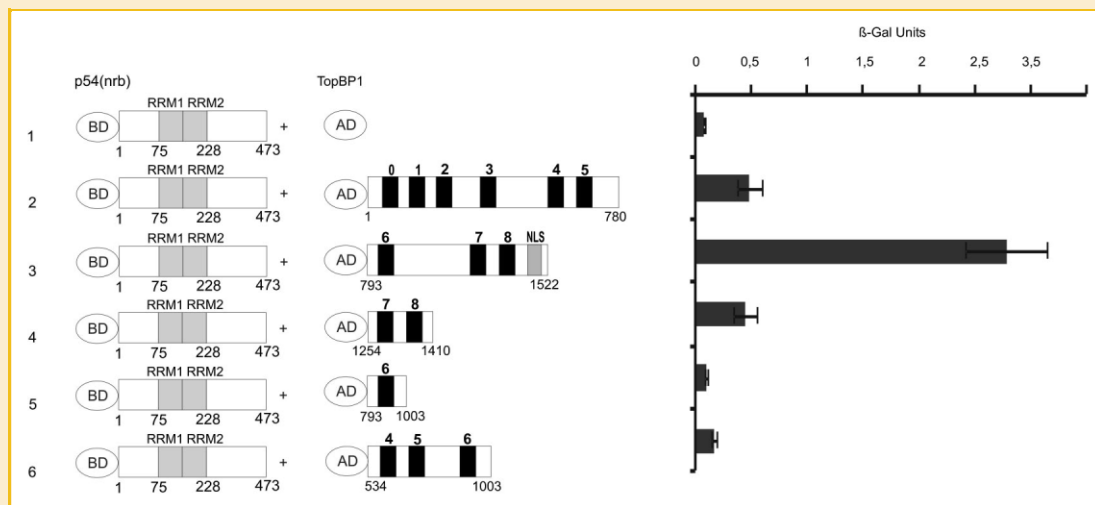 ß-Gal Units
0 0,5 1 1,5 2 2,5 3,5
p54(nrb) TopBP1
RRM1 RRM2
1 BD + AD
1 75 228 473
RRM1 RRM2 0 1 2 3 4 5
2 BD + AD
1 75 228 473 1 780
RRM1 RRM2 6 7 8 NLS
3 BD + AD
1 75 228 473 793 1522
RRM1 RRM2 7 8
4 BD + AD
1 75 228 473 1254 1410
RRM1 RRM2 6
5 BD + AD
1 75 228 473 793 1003
RRM1 RRM2 4 5 6
6 BD + AD
1 75 228 473 534 1003